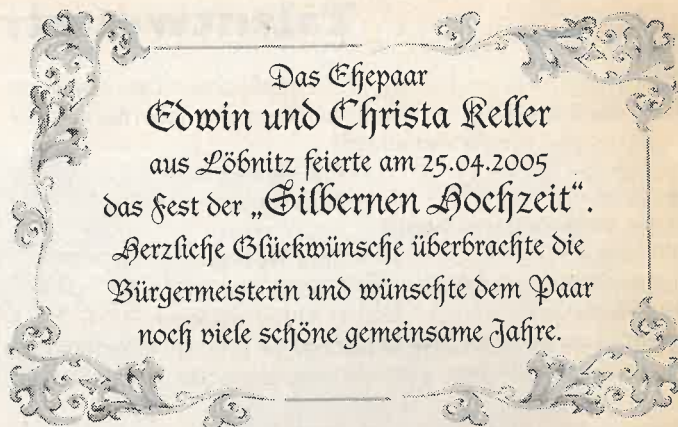 Das Ehepaar
Edwin und Christa Keller
aus Löbnitz feierte am 25.04.2005
das Fest der „Silbernen Hochzeit“.
Herzliche Glückwünsche überbrachte die
Bürgermeisterin und wünschte dem Paar
noch viele schöne gemeinsame Jahre.